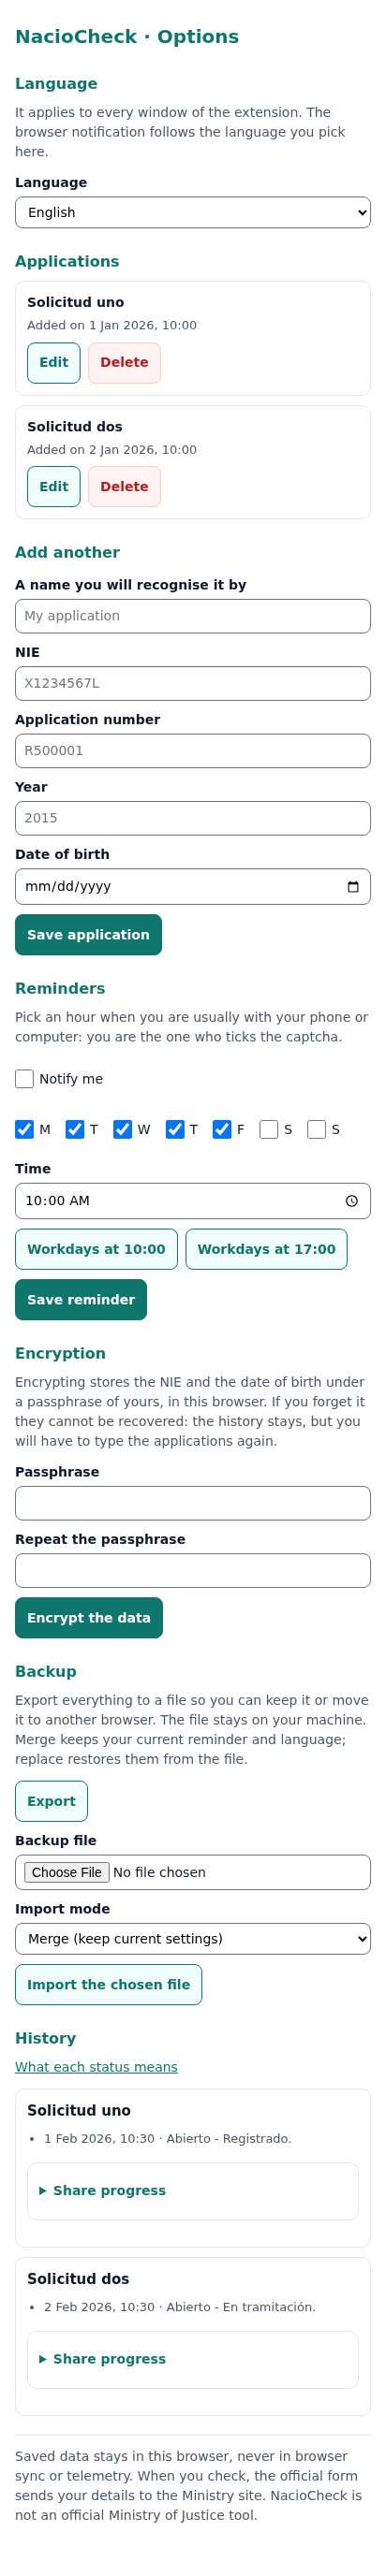 NacioCheck · Options
Language
It applies to every window of the extension. The
browser notification follows the language you pick
here.
Language
English
Applications
Solicitud uno
Added on 1 Jan 2026, 10:00
Edit
Delete
Solicitud dos
Added on 2 Jan 2026, 10:00
Edit
Delete
Add another
A name you will recognise it by
My application
NIE
X1234567L
Application number
R500001
Year
2015
Date of birth
mm/dd/yyyy
Save application
Reminders
Pick an hour when you are usually with your phone or
computer: you are the one who ticks the captcha.
Notify me
M T W T F S S
Time
10:00 AM
Workdays at 10:00
Workdays at 17:00
Save reminder
Encryption
Encrypting stores the NIE and the date of birth under
a passphrase of yours, in this browser. If you forget it
they cannot be recovered: the history stays, but you
will have to type the applications again.
Passphrase
Repeat the passphrase
Encrypt the data
Backup
Export everything to a file so you can keep it or move
it to another browser. The file stays on your machine.
Merge keeps your current reminder and language;
replace restores them from the file.
Export
Backup file
Choose File No file chosen
Import mode
Merge (keep current settings)
Import the chosen file
History
What each status means
Solicitud uno
• 1 Feb 2026, 10:30 · Abierto - Registrado.
Share progress
Solicitud dos
• 2 Feb 2026, 10:30 · Abierto - En tramitación.
Share progress
Saved data stays in this browser, never in browser
sync or telemetry. When you check, the official form
sends your details to the Ministry site. NacioCheck is
not an official Ministry of Justice tool.